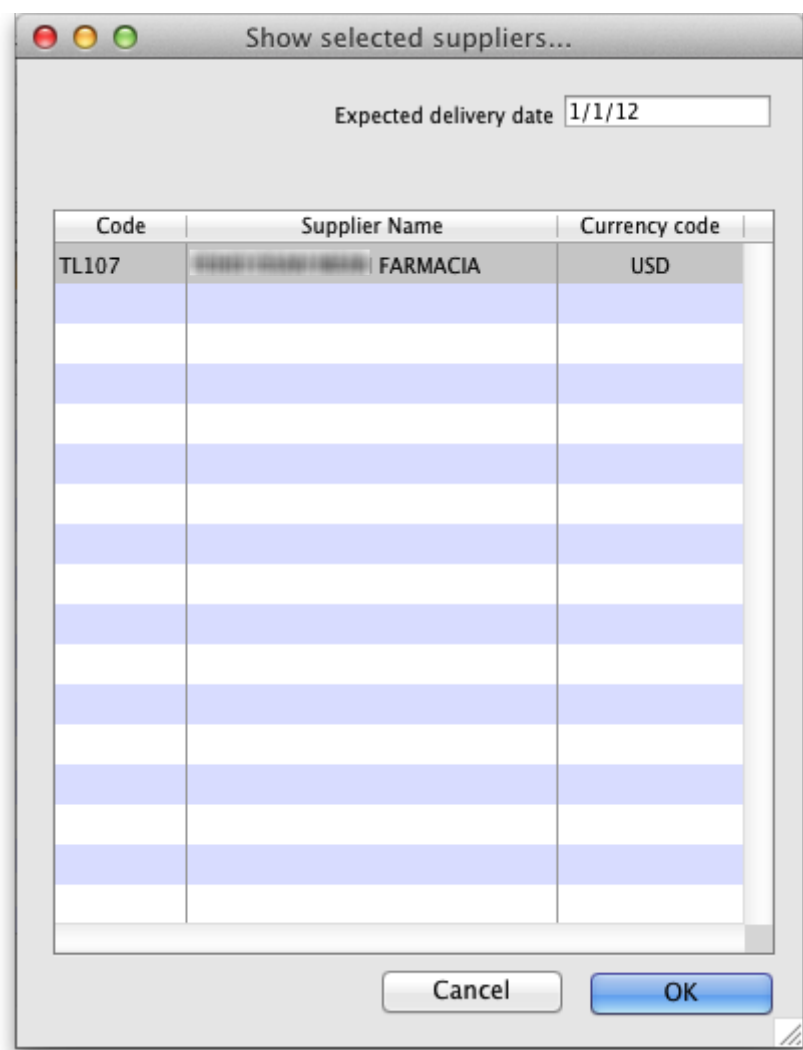 Show selected suppliers...
Expected delivery date 1/1/12
Code Supplier Name Currency code
TL107 FARMACIA USD
Cancel OK